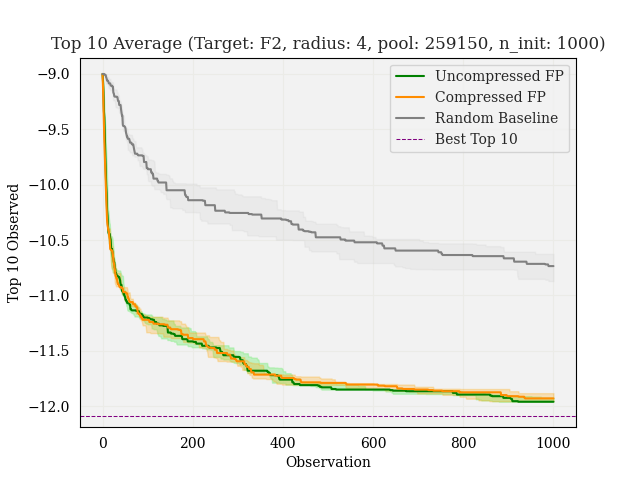 Top 10 Average (Target: F2, radius: 4, pool: 259150, n_init: 1000)
Uncompressed FP
Compressed FP
Random Baseline
Best Top 10
Top 10 Observed
−9.0
−9.5
−10.0
−10.5
−11.0
−11.5
−12.0
0 200 400 600 800 1000
Observation